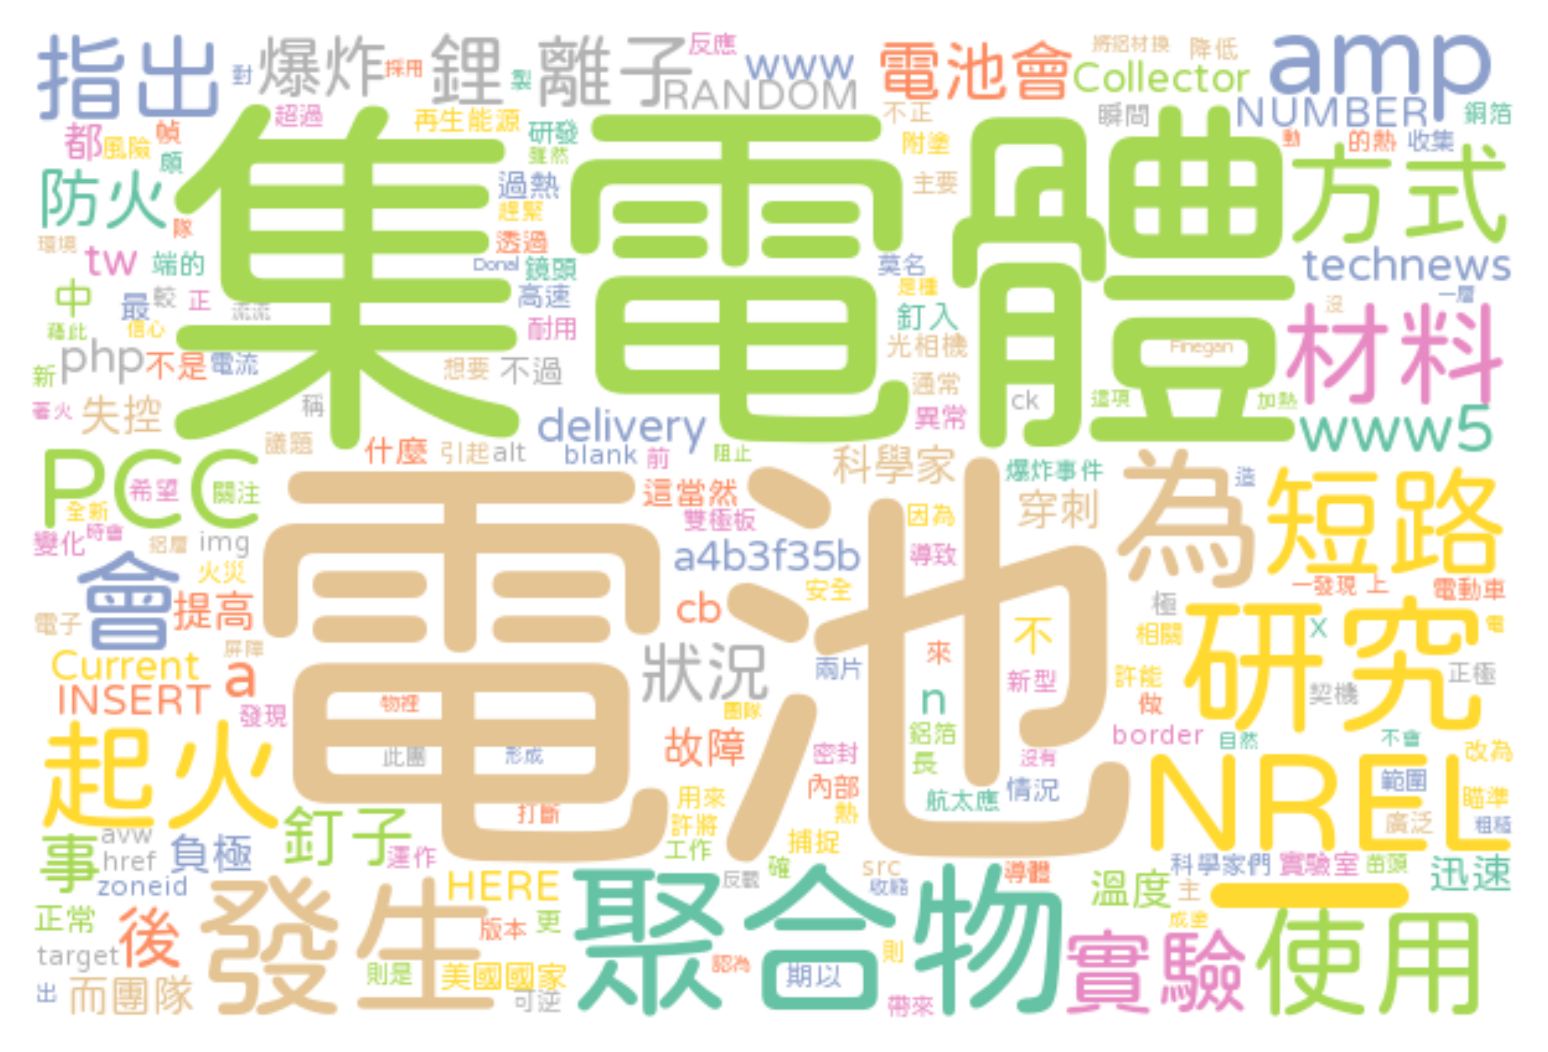 指出
對
爆炸
採用
鋰
製
離子
反應
www
RANDOM
電池會
將鋁材換
降低
Collector
amp
NUMBER
銅箔
都
風險
幀
頗
超過
再生能源
研發
雖然
不正
附塗
瞬間
動
的熱
收集
防火
隊
集電體
過熱
趕緊
主要
方式
環境
tw
端的
透過
Donal
鏡頭
莫名
technews
中
最
較
正
流流
高速
是種
一層
藉此
信心
耐用
釘入
沒
材料
php
不是
電流
想要
不過
光相機
Finegan
新
通常
著火
失控
稱
delivery
異常
ck
這項
加熱
www5
議題
什麼
引起
alt
blank
前
阻止
科學家
爆炸事件
為
造
短路
PCC
希望
關注
全新
這當然
雙極板
因為
穿刺
變化
時會
鋁層
img
a4b3f35b
導致
電池
會
火災
安全
一發現
上
電動車
電子
提高
cb
不
極
研究
x
電
屏障
狀況
兩片
來
相關
Current
a
INSERT
發現
物裡
團隊
n
新型
許能
契機
正極
做
起火
此團
形成
故障
密封
鋁箔
沒有
border
自然
不會
改為
長
NREL
打斷
內部
航太應
情況
範圍
瞄準
用來
熱
許將
廣泛
粗糙
事
avw
href
負極
釘子
運作
工作
捕捉
zoneid
HERE
確
src
導體
科學家們
實驗室
苗頭
迅速
反觀
收縮
溫度
主
一
正常
後
發生
版本
更
聚合物
成塗
使用
target
則是
美國國家
認為
則
實驗
出
而團隊
可逆
期以
帶來